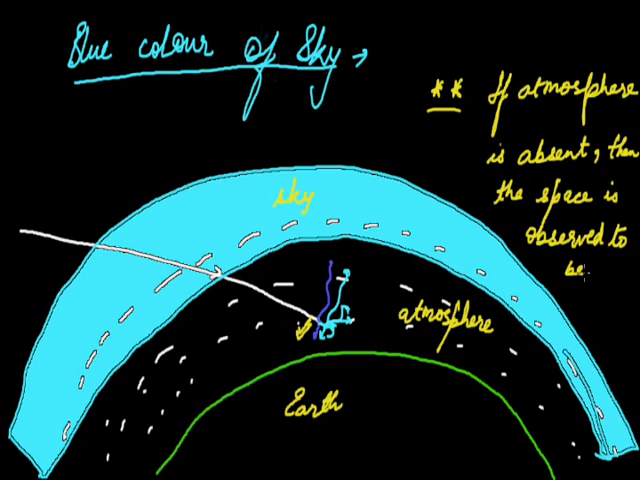 Blue colour of Sky →
** If atmosphere
is absent, then
the space is
observed to
be
sky
atmosphere
Earth